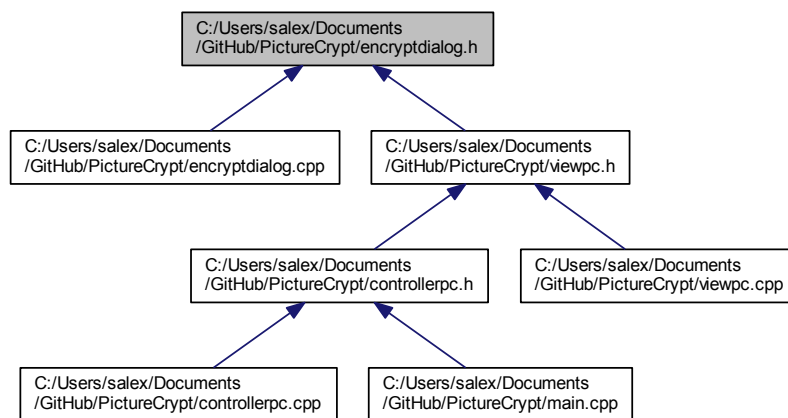 C:/Users/salex/Documents
/GitHub/PictureCrypt/encryptdialog.h
C:/Users/salex/Documents
/GitHub/PictureCrypt/encryptdialog.cpp
C:/Users/salex/Documents
/GitHub/PictureCrypt/viewpc.h
C:/Users/salex/Documents
/GitHub/PictureCrypt/controllerpc.h
C:/Users/salex/Documents
/GitHub/PictureCrypt/viewpc.cpp
C:/Users/salex/Documents
/GitHub/PictureCrypt/controllerpc.cpp
C:/Users/salex/Documents
/GitHub/PictureCrypt/main.cpp